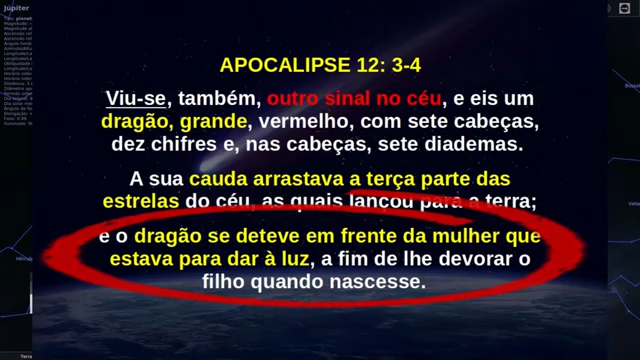 Júpiter
APOCALIPSE 12: 3-4
Viu-se, também, outro sinal no céu, e eis um
dragão, grande, vermelho, com sete cabeças,
dez chifres e, nas cabeças, sete diademas.
A sua cauda arrastava a terça parte das
estrelas do céu, as quais lançou para a terra;
e o dragão se deteve em frente da mulher que
estava para dar à luz, a fim de lhe devorar o
filho quando nascesse.
Terra